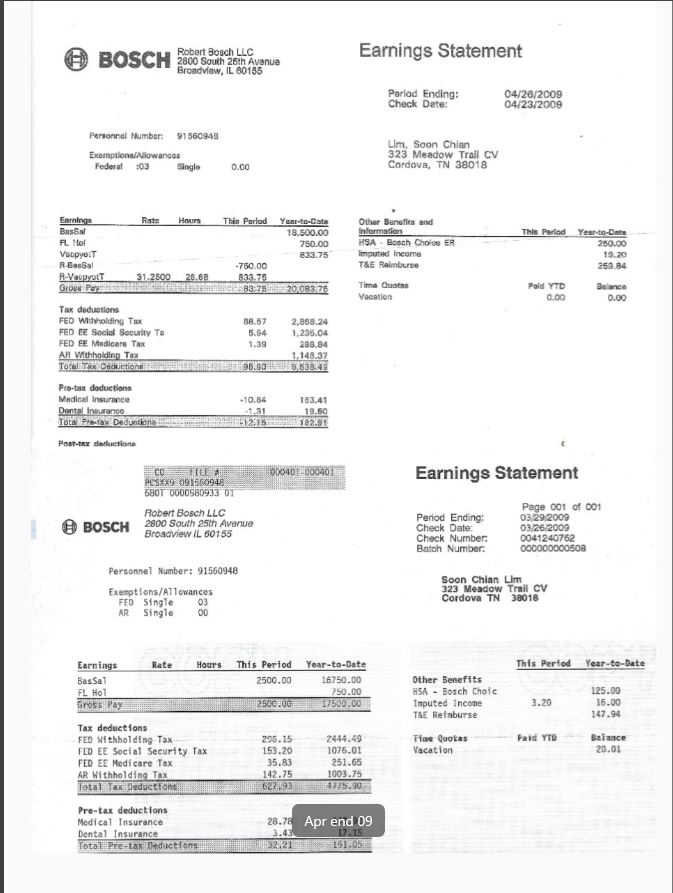 BOSCH
Robert Bosch LLC
2800 South 25th Avenue
Broadview, IL 60155
Earnings Statement
Period Ending: 04/26/2009
Check Date: 04/23/2009
Personnel Number: 91560948
Exemptions/Allowances
Federal :03 Single 0.00
Lim, Soon Chian
323 Meadow Trail CV
Cordova, TN 38018
Earnings Rate Hours This Period Year-to-Date
BasSal 18,500.00
FL Hol 750.00
VacpyoutT 833.75
R-BasSal -750.00
R-VacpyoutT 31.2500 26.68 833.75
Gross Pay 83.75 20,083.75
Other Benefits and
Information This Period Year-to-Date
HSA - Bosch Choice ER 250.00
Imputed Income 19.20
T&E Reimburse 259.84
Time Quotas Paid YTD Balance
Vacation 0.00 0.00
Tax deductions
FED Withholding Tax 88.57 2,868.24
FED EE Social Security Ta 5.94 1,235.04
FED EE Medicare Tax 1.39 288.84
AR Withholding Tax 1,146.37
Total Tax Deductions 95.90 5,538.49
Pre-tax deductions
Medical Insurance -10.84 163.41
Dental Insurance -1.31 19.50
Total Pre-tax Deductions -12.15 182.91
Post-tax deductions
CO FILE # 000401-000401
PCSXX9 091560948
6801 0000980933 01
BOSCH
Robert Bosch LLC
2800 South 25th Avenue
Broadview IL 60155
Earnings Statement
Page 001 of 001
Period Ending: 03/29/2009
Check Date: 03/26/2009
Check Number: 0041240762
Batch Number: 000000000508
Personnel Number: 91560948
Exemptions/Allowances
FED Single 03
AR Single 00
Soon Chian Lim
323 Meadow Trail CV
Cordova TN 38018
Earnings Rate Hours This Period Year-to-Date
BasSal 2500.00 16750.00
FL Hol 750.00
Gross Pay 2500.00 17500.00
This Period Year-to-Date
Other Benefits
HSA - Bosch Choic 125.00
Imputed Income 3.20 16.00
T&E Reimburse 147.94
Time Quotas Paid YTD Balance
Vacation 20.01
Tax deductions
FED Withholding Tax 296.15 2444.49
FED EE Social Security Tax 153.20 1076.01
FED EE Medicare Tax 35.83 251.65
AR Withholding Tax 142.75 1003.75
Total Tax Deductions 627.93 4775.90
Pre-tax deductions
Medical Insurance 28.78
Dental Insurance 3.43 17.15
Total Pre-tax Deductions 32.21 161.05
Apr end 09